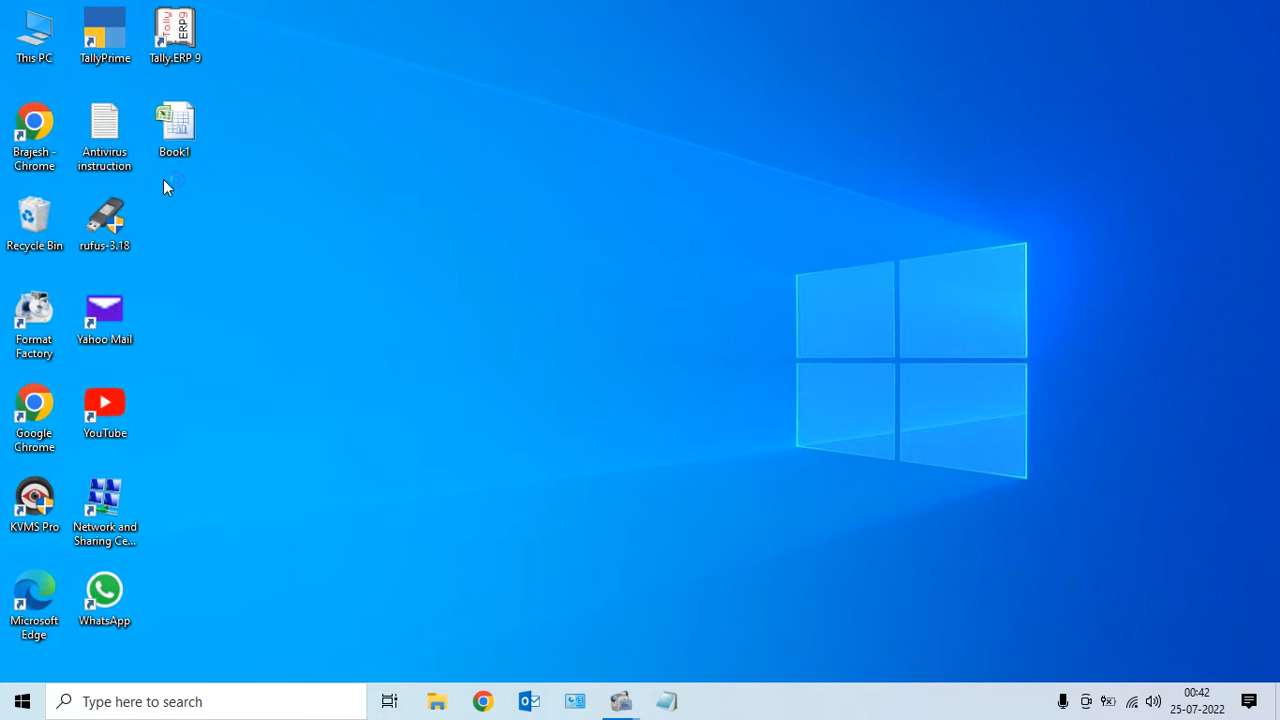 This PC
TallyPrime
Tally
ERP9
Tally.ERP 9
Brajesh -
Chrome
Antivirus
instruction
Book1
Recycle Bin
rufus-3.18
Format
Factory
Yahoo Mail
Google
Chrome
YouTube
KVMS Pro
Network and
Sharing Ce...
Microsoft
Edge
WhatsApp
Type here to search
00:42
25-07-2022